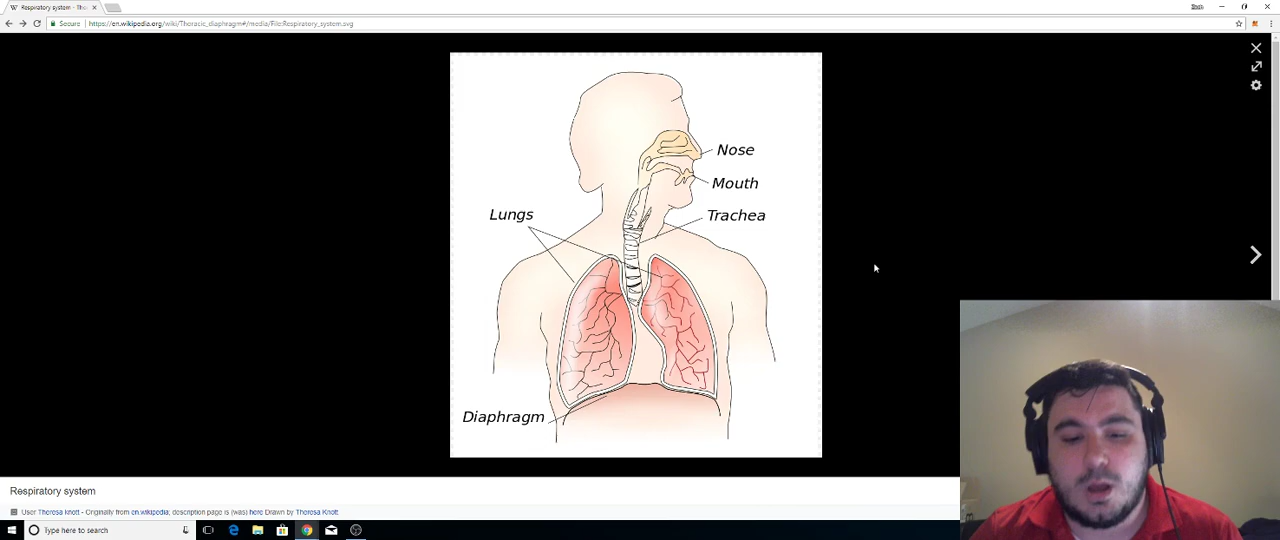 Respiratory system - Tho
Secure https://en.wikipedia.org/wiki/Thoracic_diaphragm#/media/File:Respiratory_system.svg
Nose
Mouth
Lungs
Trachea
Diaphragm
Respiratory system
User Theresa knott - Originally from en.wikipedia; description page is (was) here Drawn by Theresa Knott
Type here to search